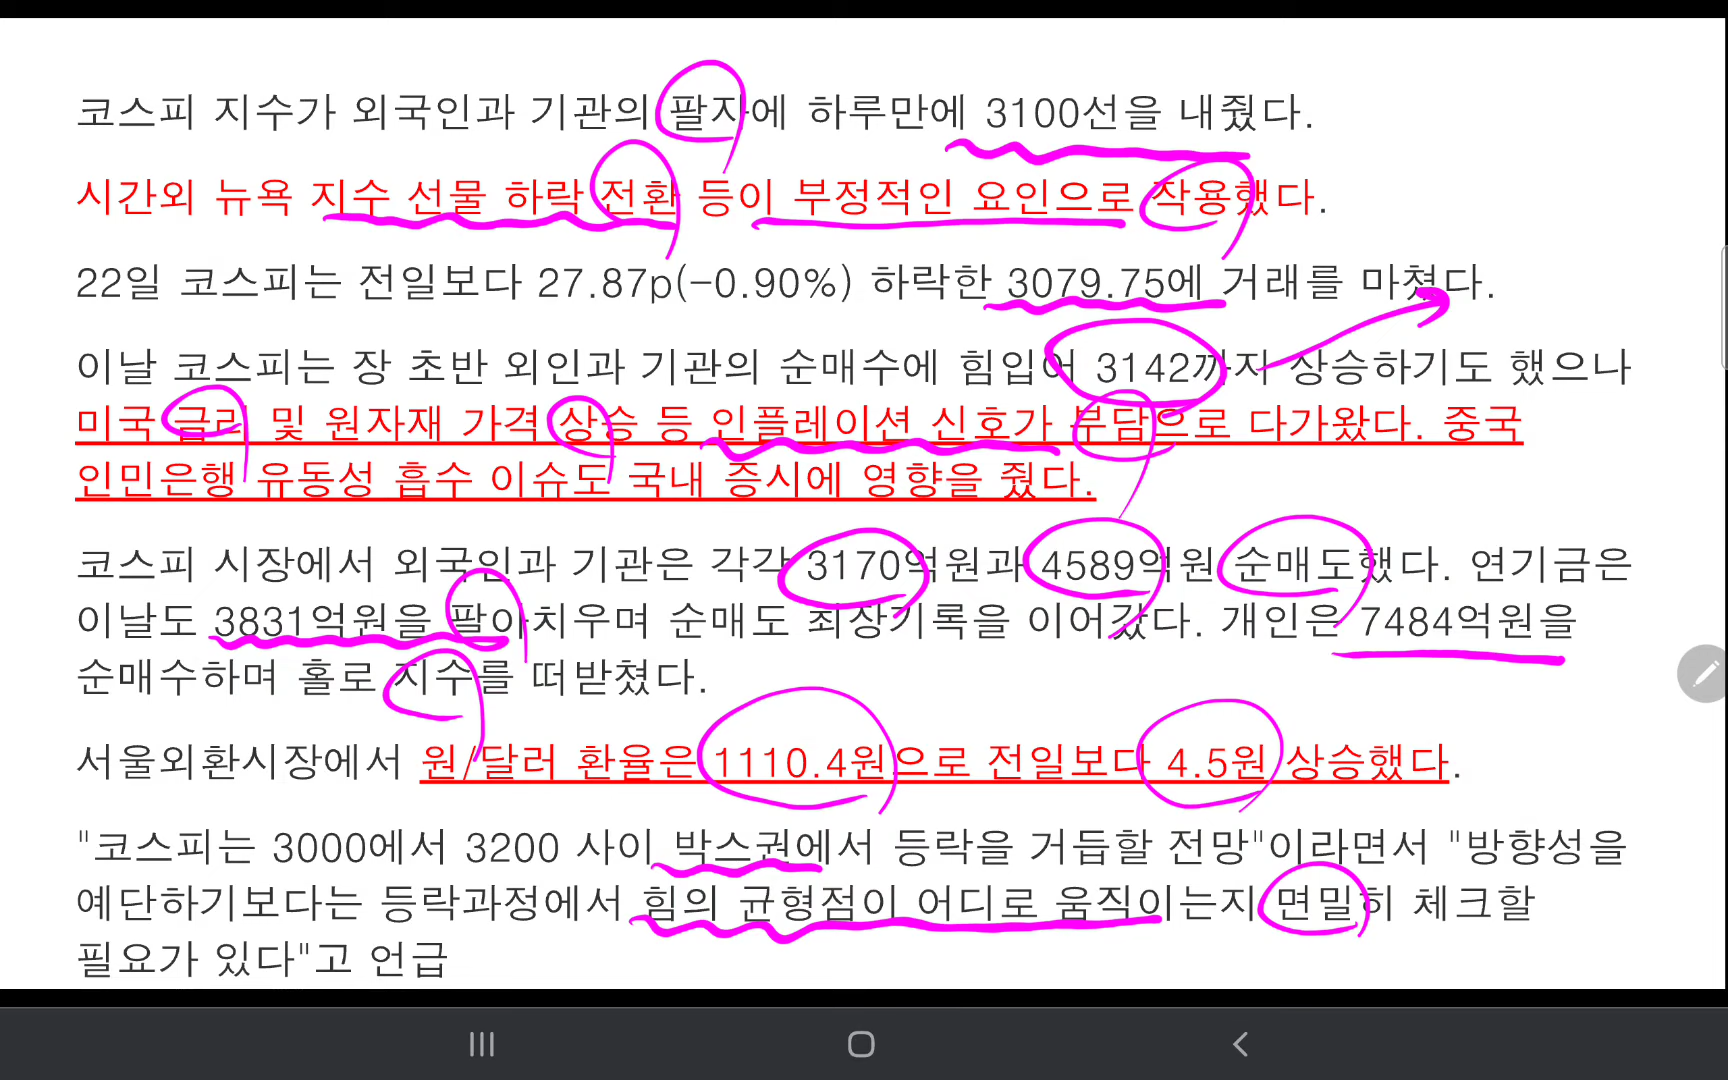 코스피 지수가 외국인과 기관의 팔자에 하루만에 3100선을 내줬다.
시간외 뉴욕 지수 선물 하락 전환 등이 부정적인 요인으로 작용했다.
22일 코스피는 전일보다 27.87p(-0.90%) 하락한 3079.75에 거래를 마쳤다.
이날 코스피는 장 초반 외인과 기관의 순매수에 힘입어 3142까지 상승하기도 했으나
미국 금리 및 원자재 가격 상승 등 인플레이션 신호가 부담으로 다가왔다. 중국
인민은행 유동성 흡수 이슈도 국내 증시에 영향을 줬다.
코스피 시장에서 외국인과 기관은 각각 3170억원과 4589억원 순매도했다. 연기금은
이날도 3831억원을 팔아치우며 순매도 최장기록을 이어갔다. 개인은 7484억원을
순매수하며 홀로 지수를 떠받쳤다.
서울외환시장에서 원/달러 환율은 1110.4원으로 전일보다 4.5원 상승했다.
"코스피는 3000에서 3200 사이 박스권에서 등락을 거듭할 전망"이라면서 "방향성을
예단하기보다는 등락과정에서 힘의 균형점이 어디로 움직이는지 면밀히 체크할
필요가 있다"고 언급